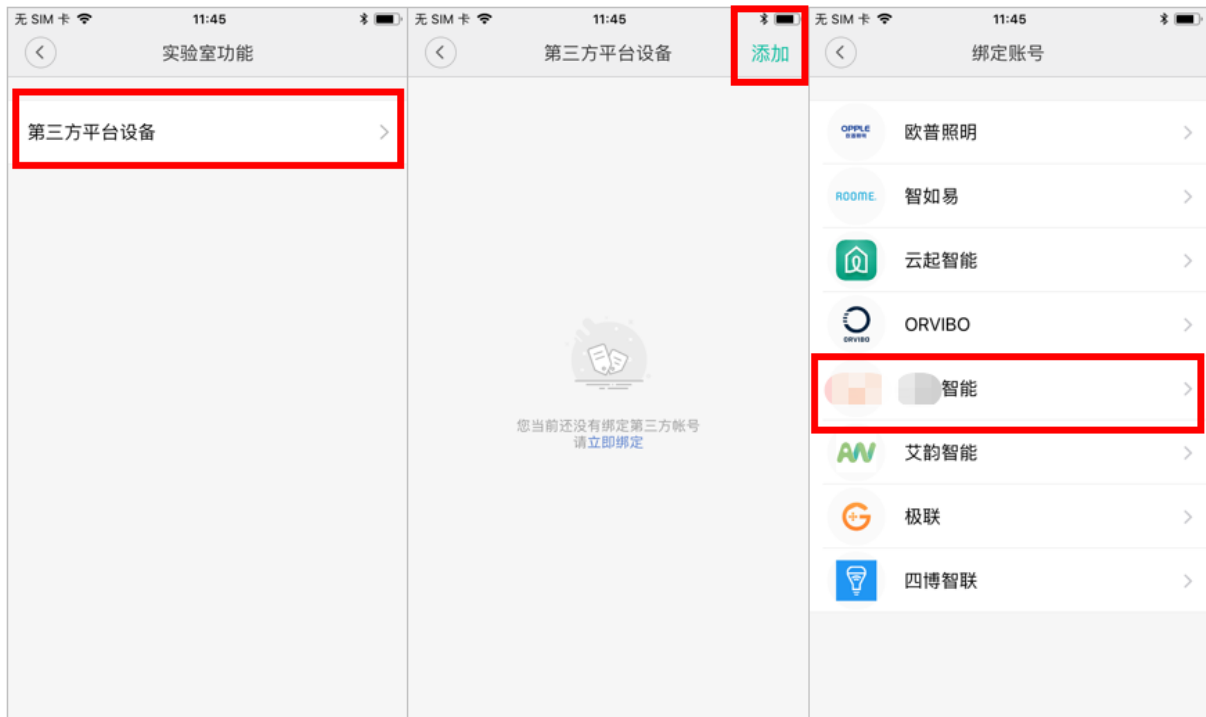 无 SIM 卡 11:45
实验室功能
第三方平台设备
无 SIM 卡 11:45
第三方平台设备 添加
您当前还没有绑定第三方帐号
请立即绑定
无 SIM 卡 11:45
绑定账号
OPPLE
欧普照明
ROOME.
智如易
云起智能
ORVIBO
ORVIBO
智能
艾韵智能
极联
四博智联